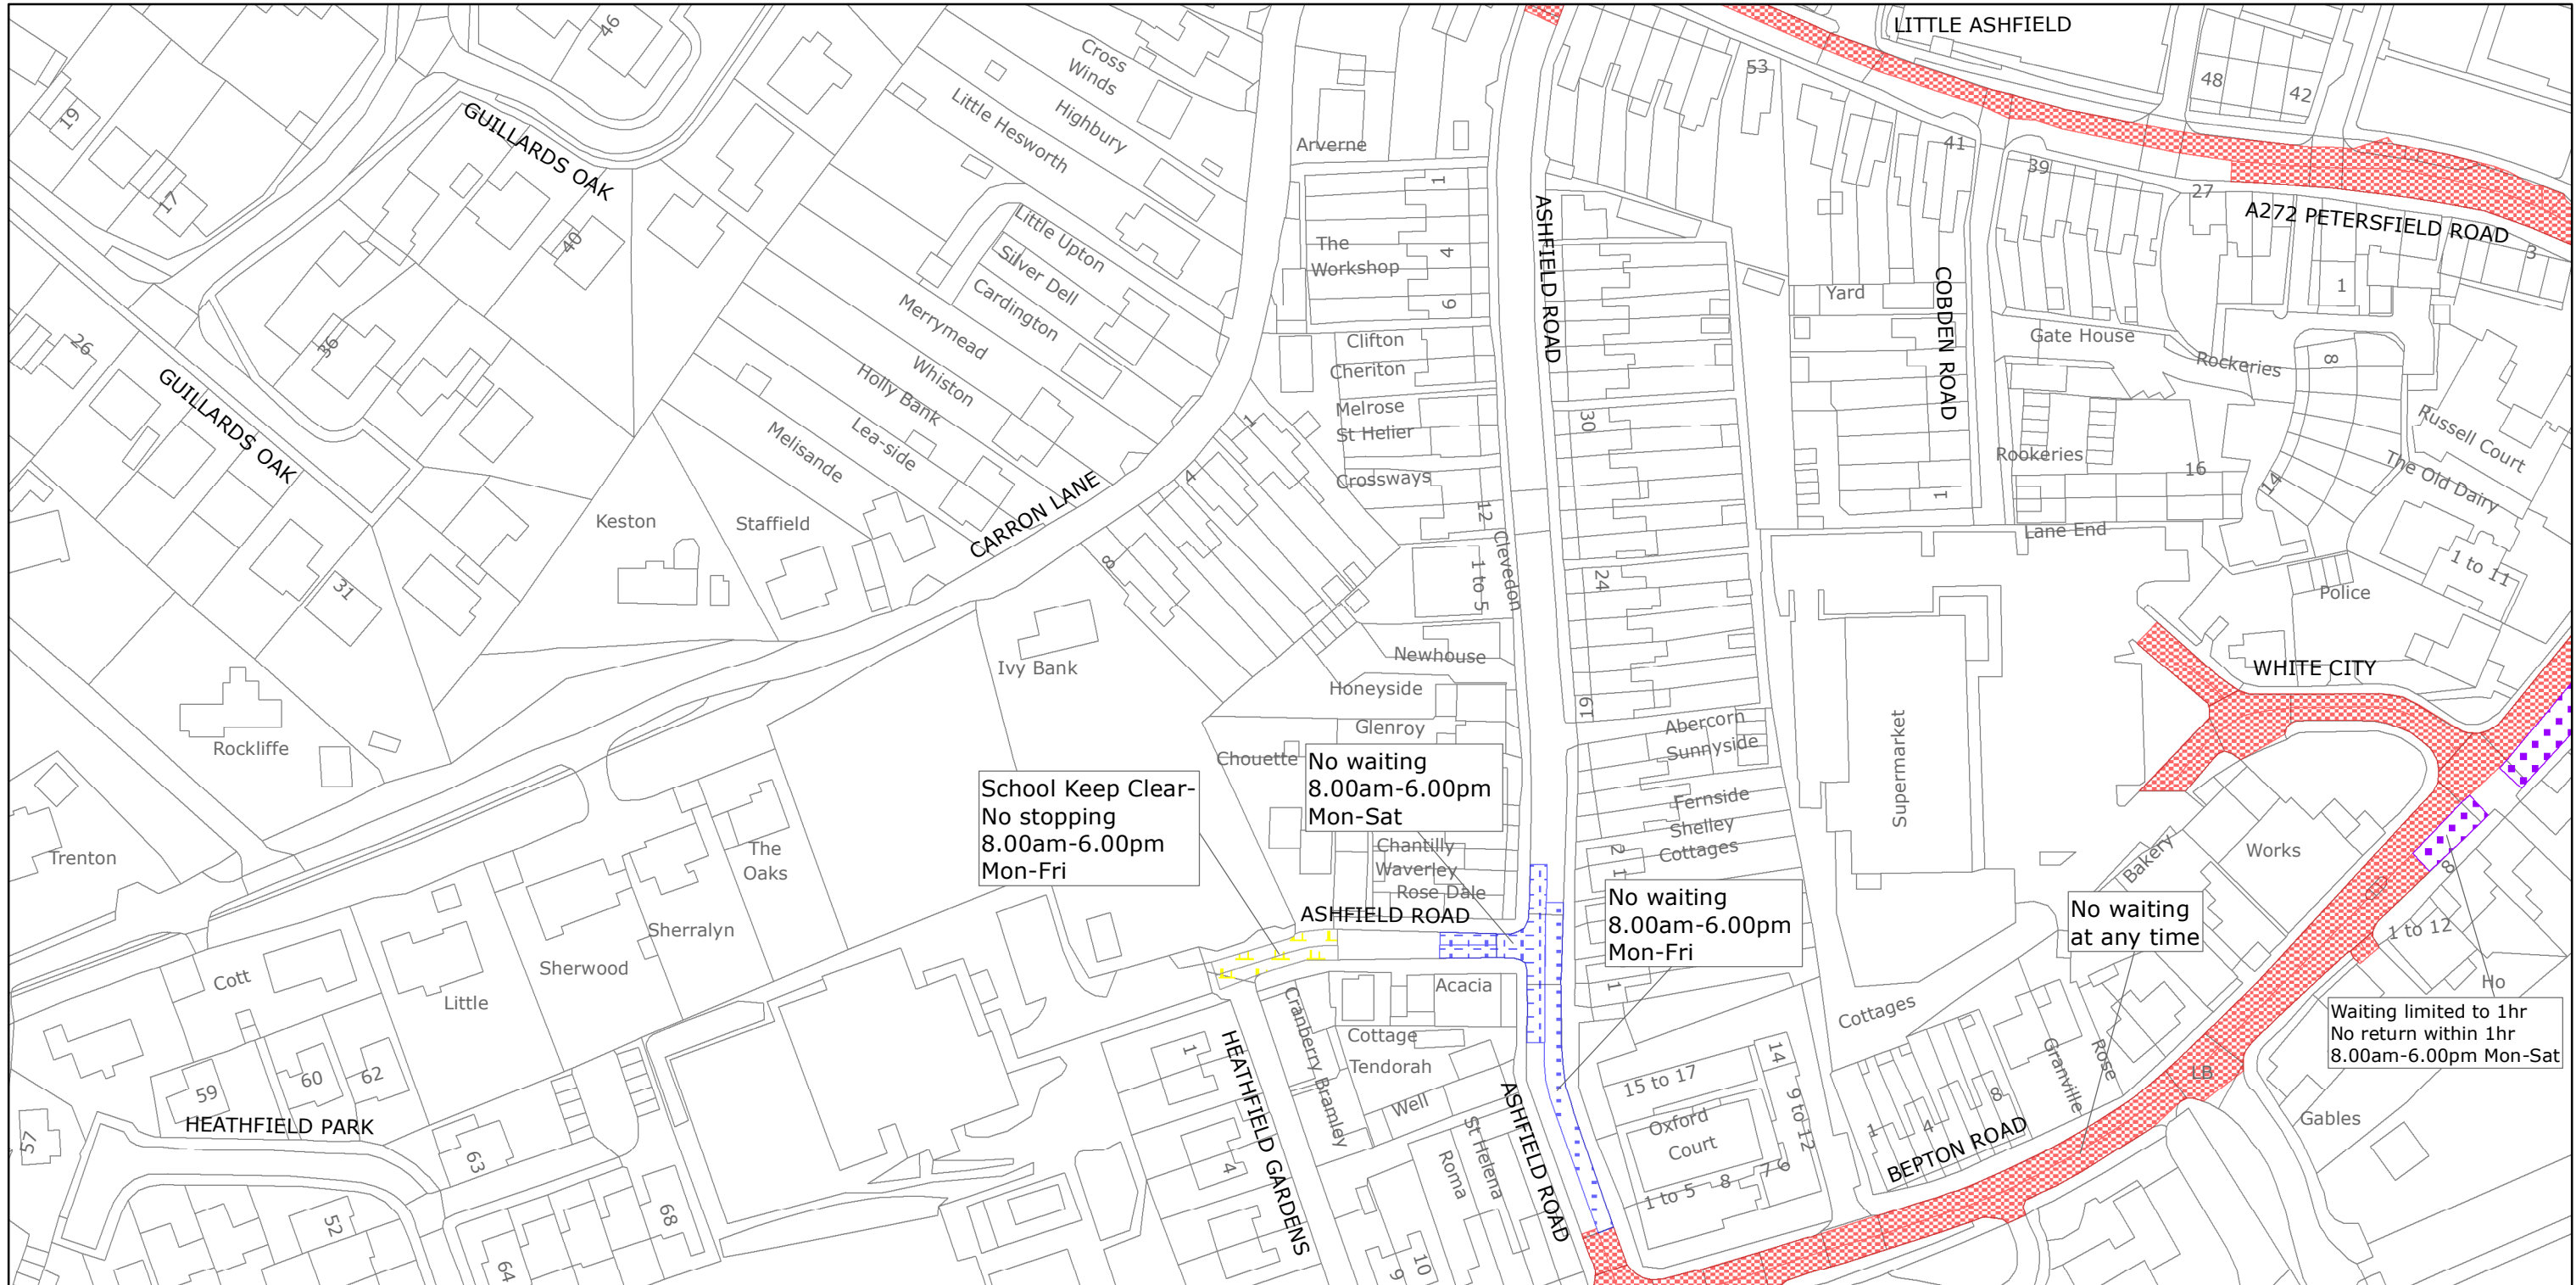 LITTLE ASHFIELD
46
Cross
Winds
53
48
42
19
GUILLARDS OAK
Little Hesworth
Highbury
Arverne
41
39
27
A272 PETERSFIELD ROAD
3
17
40
Little Upton
Silver Dell
Cardington
1
The
Workshop
4
6
ASHFIELD ROAD
Yard
COBDEN ROAD
1
Gate House
Rockeries
8
26
36
Merrymead
Whiston
Holly Bank
Lea-side
Melisande
Clifton
Cheriton
Melrose
St Helier
Crossways
30
GUILLARDS OAK
1
4
8
CARRON LANE
12
Clevedon
1 to 5
1
Rookeries
16
14
Russell Court
The Old Dairy
1 to 11
Lane End
Police
Keston
Staffield
31
24
Ivy Bank
Newhouse
Honeyside
Glenroy
Chouette
19
Abercorn
Sunnyside
WHITE CITY
Rockliffe
Supermarket
School Keep Clear-
No stopping
8.00am-6.00pm
Mon-Fri
No waiting
8.00am-6.00pm
Mon-Sat
Fernside
Shelley
Cottages
2
1
Trenton
The
Oaks
Chantilly
Waverley
Rose Dale
ASHFIELD ROAD
No waiting
8.00am-6.00pm
Mon-Fri
No waiting
at any time
Bakery
Works
8
1 to 12
Ho
Waiting limited to 1hr
No return within 1hr
8.00am-6.00pm Mon-Sat
Sherralyn
Sherwood
Cott
Little
Acacia
Cottage
Tendorah
Well
Cranberry
Bramley
1
4
HEATHFIELD GARDENS
11
Cottages
Granville
Rose
LB
Gables
59
60
62
HEATHFIELD PARK
57
63
52
64
68
St Helena
Roma
9
10
ASHFIELD ROAD
15 to 17
14
9 to 12
Oxford
Court
1 to 5
8
7
6
1
4
8
BEPTON ROAD